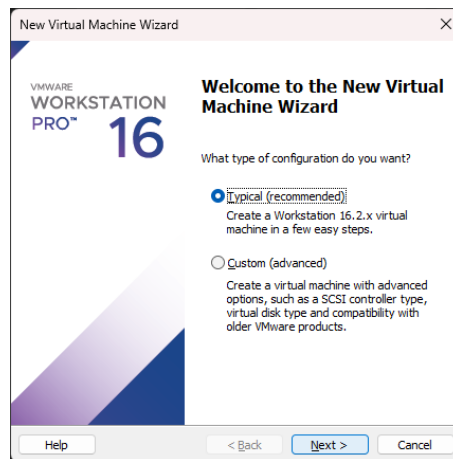 New Virtual Machine Wizard
VMWARE
WORKSTATION
PRO™ 16
Welcome to the New Virtual
Machine Wizard
What type of configuration do you want?
Typical (recommended)
Create a Workstation 16.2.x virtual
machine in a few easy steps.
Custom (advanced)
Create a virtual machine with advanced
options, such as a SCSI controller type,
virtual disk type and compatibility with
older VMware products.
Help
< Back
Next >
Cancel